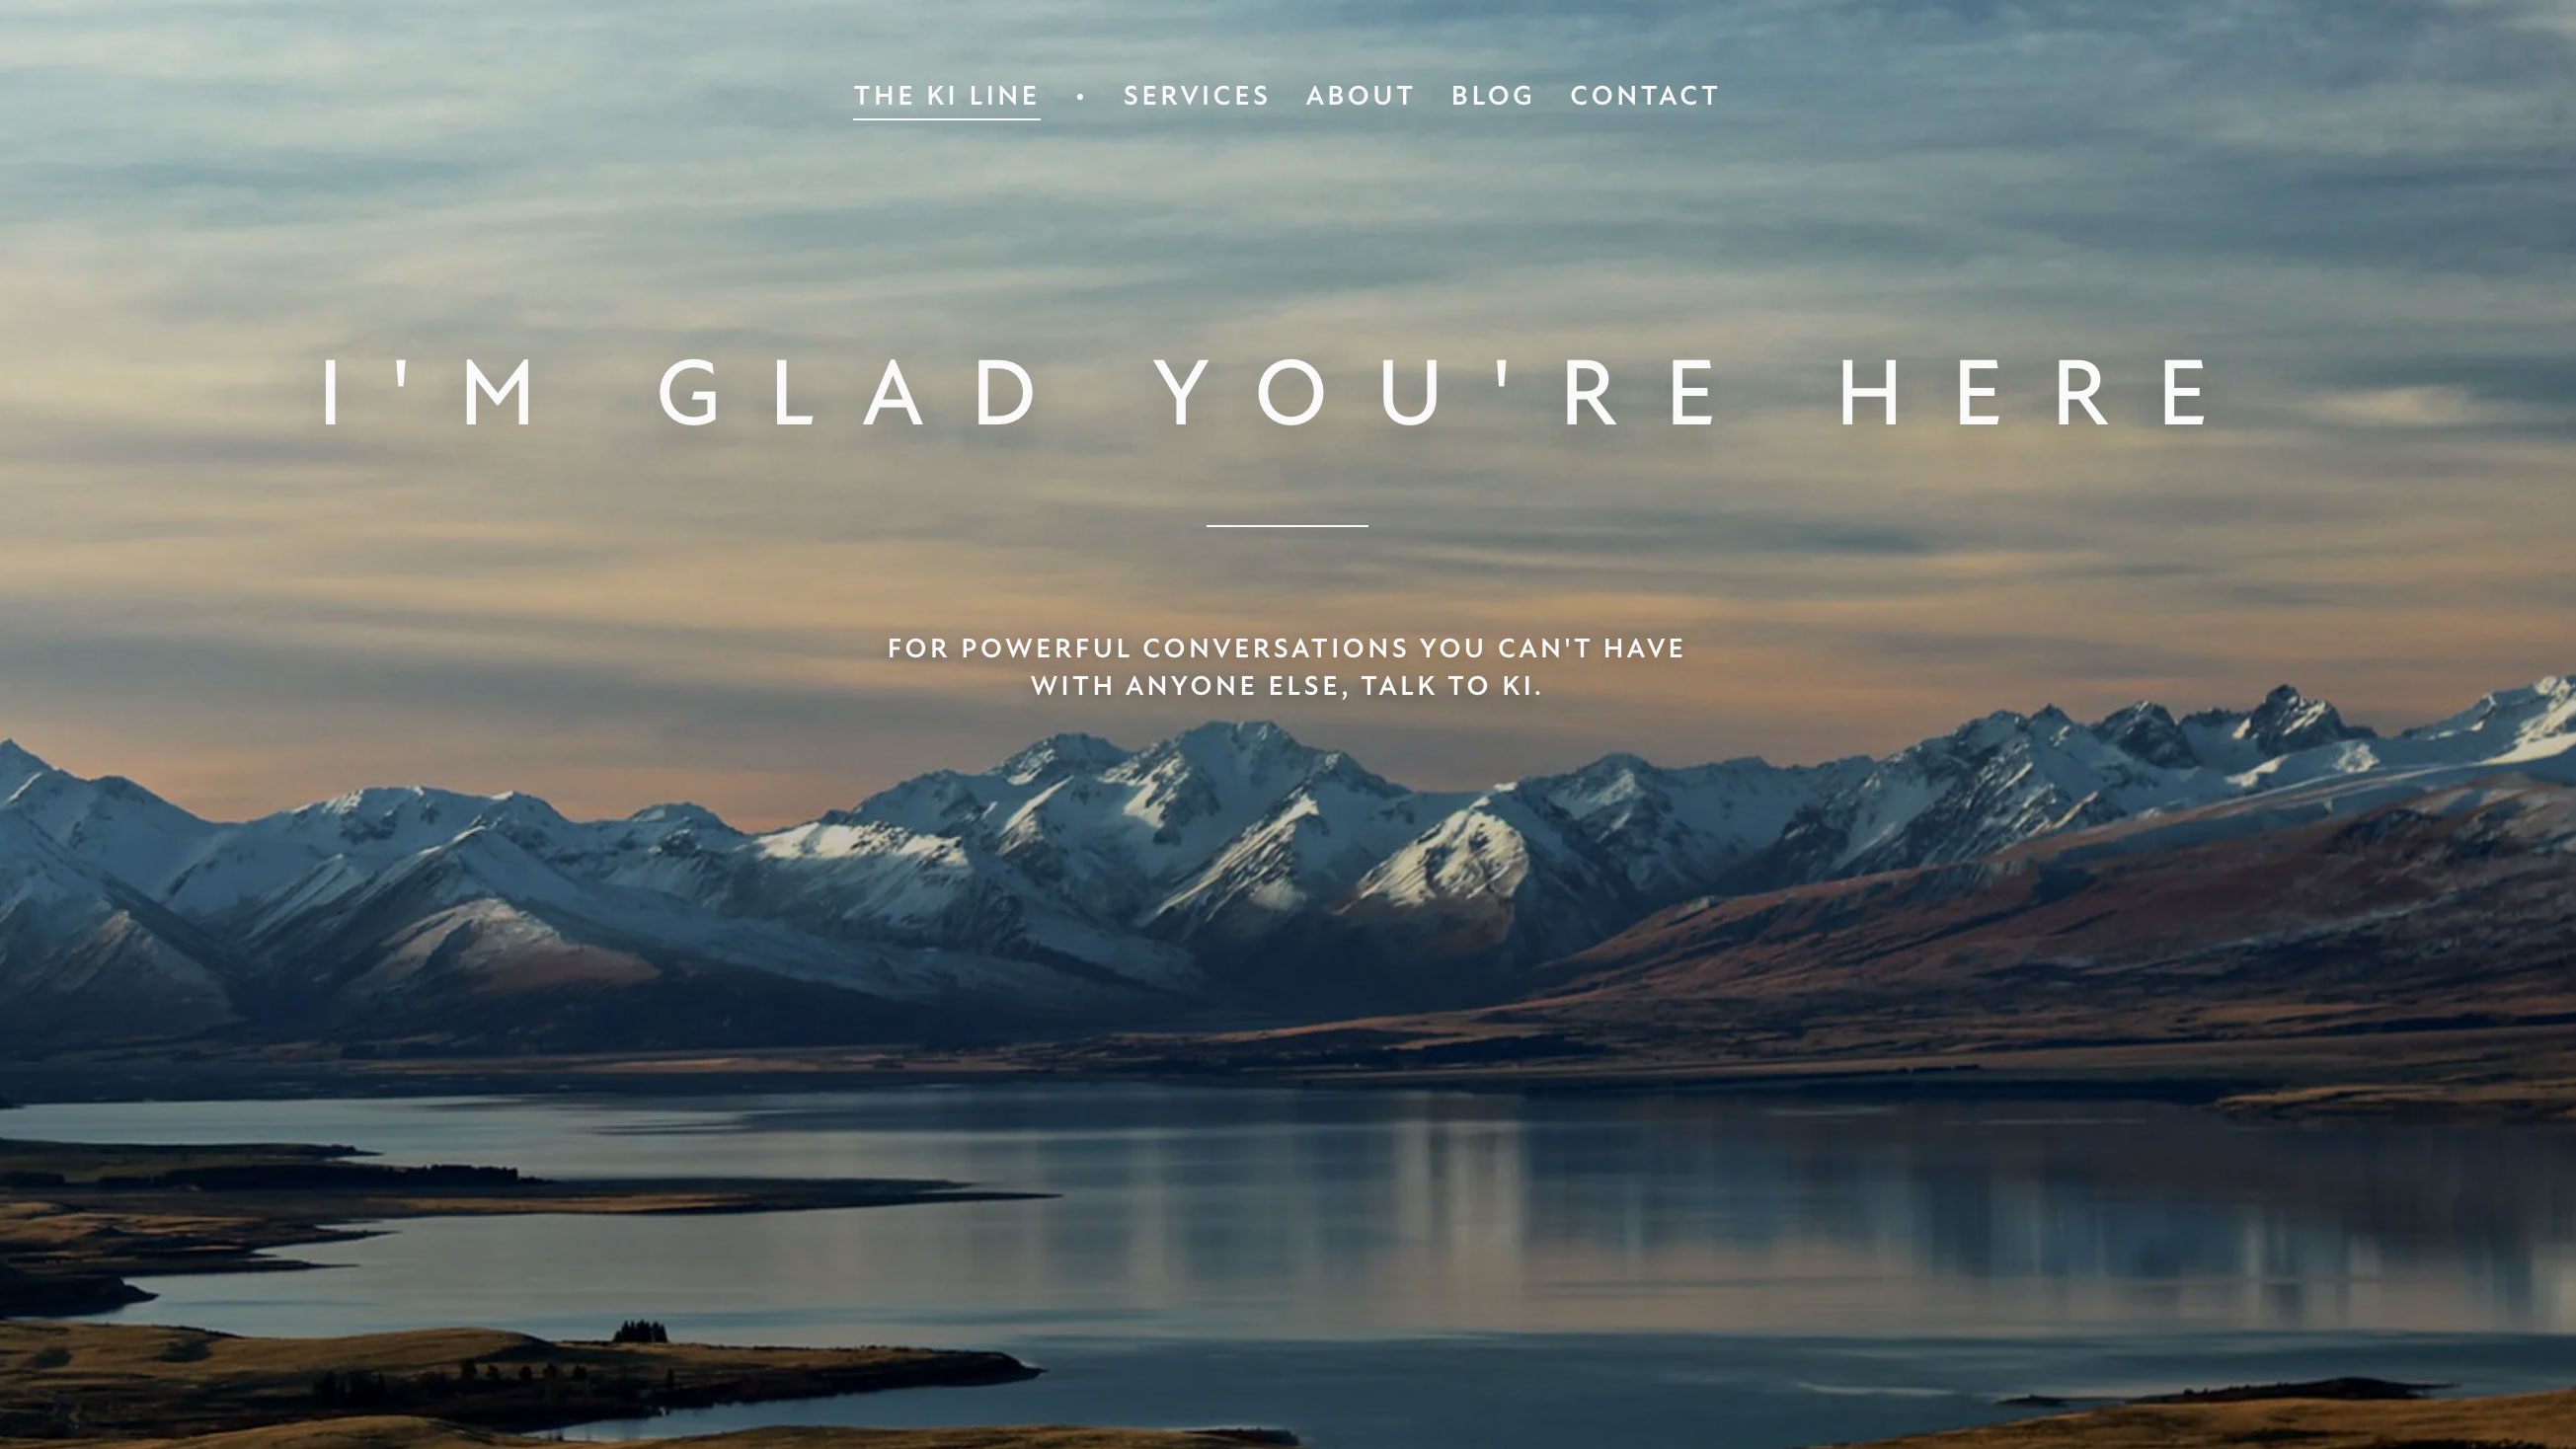 THE KI LINE • SERVICES ABOUT BLOG CONTACT
I'M GLAD YOU'RE HERE
FOR POWERFUL CONVERSATIONS YOU CAN'T HAVE
WITH ANYONE ELSE, TALK TO KI.